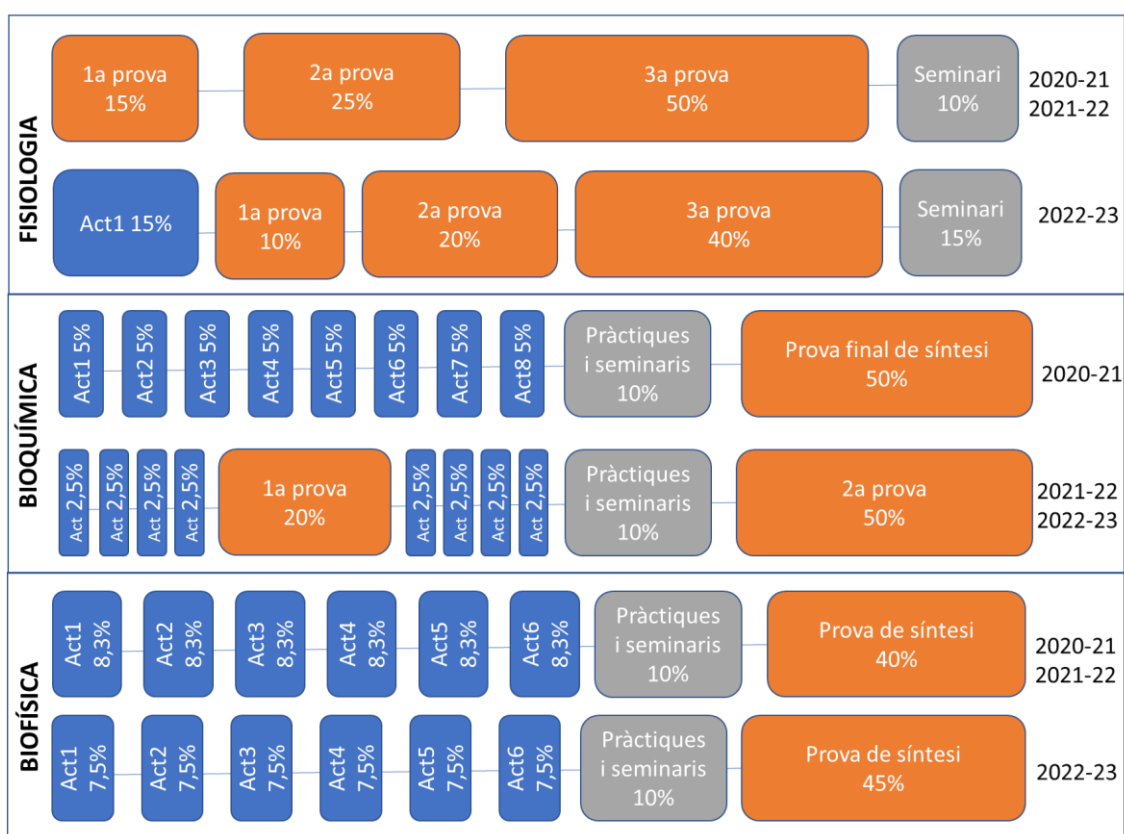 FISIOLOGIA
1a prova
15%
2a prova
25%
3a prova
50%
Seminari
10%
2020-21
2021-22
Act1 15%
1a prova
10%
2a prova
20%
3a prova
40%
Seminari
15%
2022-23
BIOQUÍMICA
Act1 5%
Act2 5%
Act3 5%
Act4 5%
Act5 5%
Act6 5%
Act7 5%
Act8 5%
Pràctiques
i seminaris
10%
Prova final de síntesi
50%
2020-21
Act 2,5%
Act 2,5%
Act 2,5%
Act 2,5%
1a prova
20%
Act 2,5%
Act 2,5%
Act 2,5%
Act 2,5%
Pràctiques
i seminaris
10%
2a prova
50%
2021-22
2022-23
BIOFÍSICA
Act1
8,3%
Act2
8,3%
Act3
8,3%
Act4
8,3%
Act5
8,3%
Act6
8,3%
Pràctiques
i seminaris
10%
Prova de síntesi
40%
2020-21
2021-22
Act1
7,5%
Act2
7,5%
Act3
7,5%
Act4
7,5%
Act5
7,5%
Act6
7,5%
Pràctiques
i seminaris
10%
Prova de síntesi
45%
2022-23